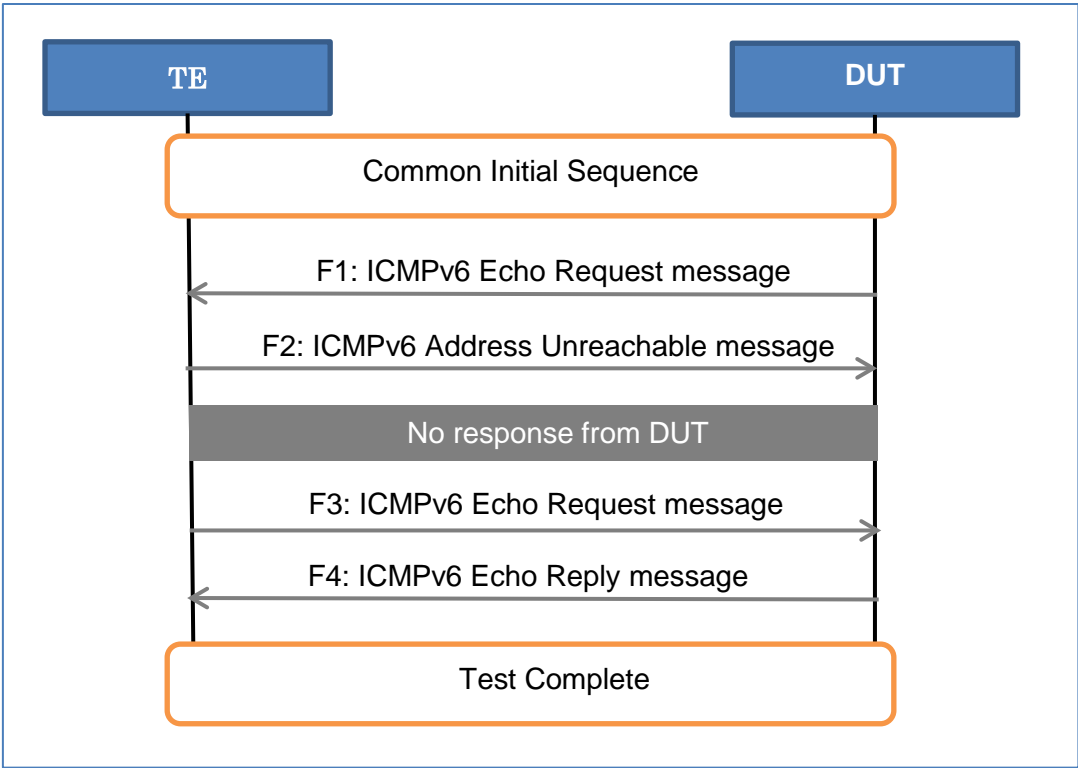 TE
DUT
Common Initial Sequence
F1: ICMPv6 Echo Request message
F2: ICMPv6 Address Unreachable message
No response from DUT
F3: ICMPv6 Echo Request message
F4: ICMPv6 Echo Reply message
Test Complete